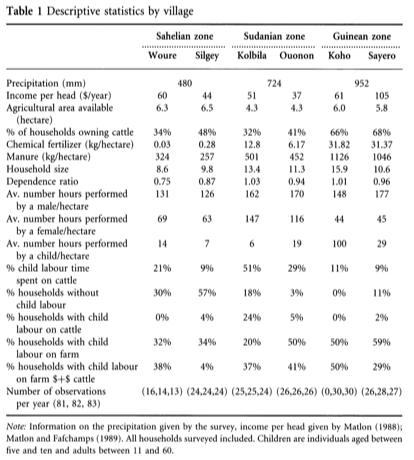 Table 1 Descriptive statistics by village
Sahelian zone Sudanian zone Guinean zone
Woure Silgey Kolbila Ouonon Koho Sayero
Precipitation (mm) 480 724 952
Income per head ($/year) 60 44 51 37 61 105
Agricultural area available 6.3 6.5 4.3 4.3 6.0 5.8
(hectare)
% of households owning cattle 34% 48% 32% 41% 66% 68%
Chemical fertilizer (kg/hectare) 0.03 0.28 12.8 6.17 31.82 31.37
Manure (kg/hectare) 324 257 501 452 1126 1046
Household size 8.6 9.8 13.4 11.3 15.9 10.6
Dependence ratio 0.75 0.87 1.03 0.94 1.01 0.96
Av. number hours performed 131 126 162 170 148 177
by a male/hectare
Av. number hours performed 69 63 147 116 44 45
by a female/hectare
Av. number hours performed 14 7 6 19 100 29
by a child/hectare
% child labour time 21% 9% 51% 29% 11% 9%
spent on cattle
% households without 30% 57% 18% 3% 0% 11%
child labour
% households with child 0% 4% 24% 5% 0% 2%
labour on cattle
% households with child 32% 34% 20% 50% 50% 59%
labour on farm
% households with child labour 38% 4% 37% 41% 50% 29%
on farm $+$ cattle
Number of observations (16,14,13) (24,24,24) (25,25,24) (26,26,26) (0,30,30) (26,28,27)
per year (81, 82, 83)
Note: Information on the precipitation given by the survey, income per head given by Matlon (1988);
Matlon and Fafchamps (1989). All households surveyed included. Children are individuals aged between
five and ten and adults between 11 and 60.